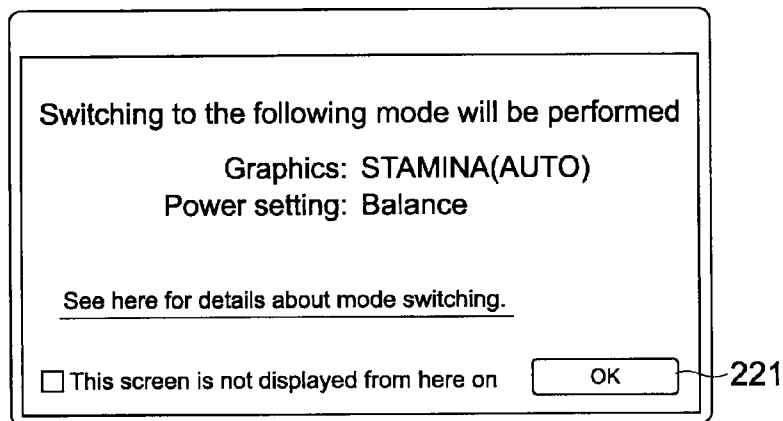 Switching to the following mode will be performed
Graphics: STAMINA(AUTO)
Power setting: Balance
See here for details about mode switching.
This screen is not displayed from here on
OK
221